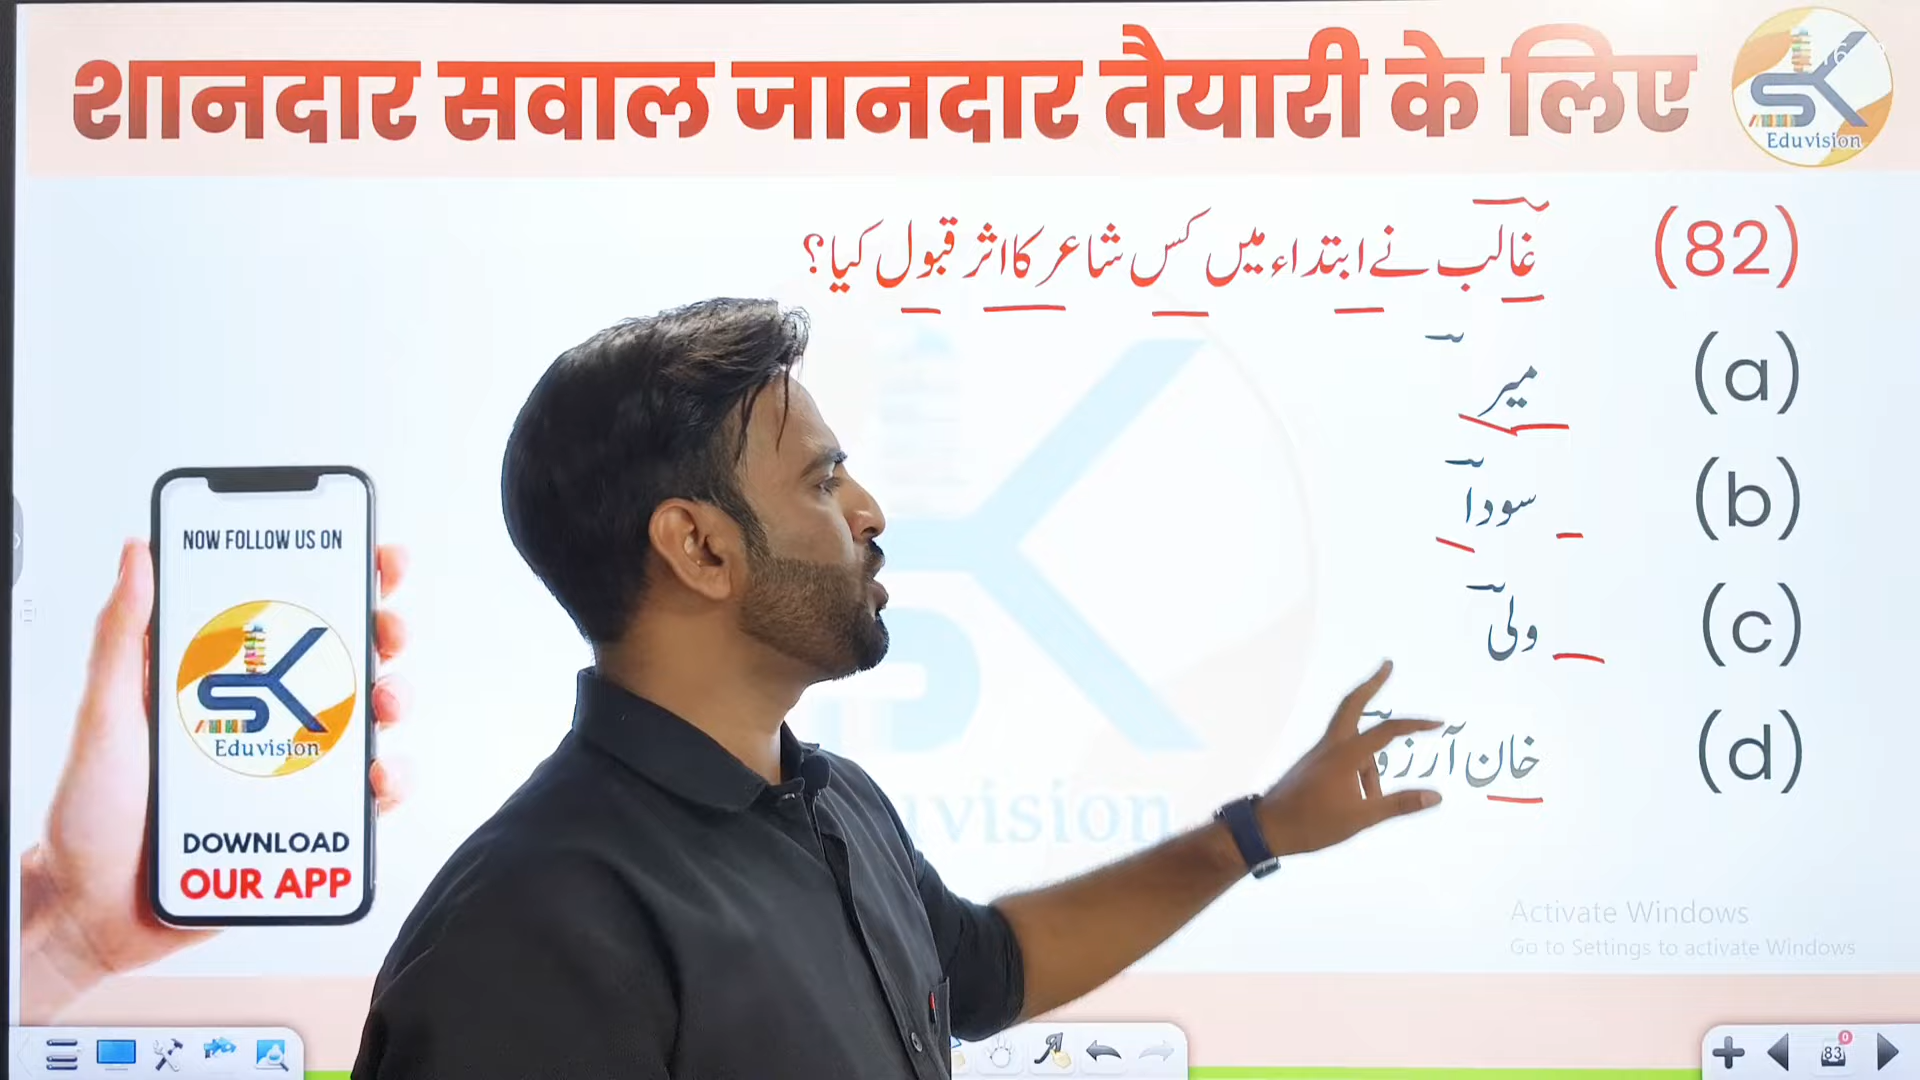 शानदार सवाल जानदार तैयारी के लिए
SK
Eduvision
(82) غالب نے ابتداء میں کس شاعر کا اثر قبول کیا؟
(a) میر
(b) سودا
(c) ولی
(d) خان آرزو
NOW FOLLOW US ON
SK
Eduvision
DOWNLOAD
OUR APP
Activate Windows
Go to Settings to activate Windows
83
0